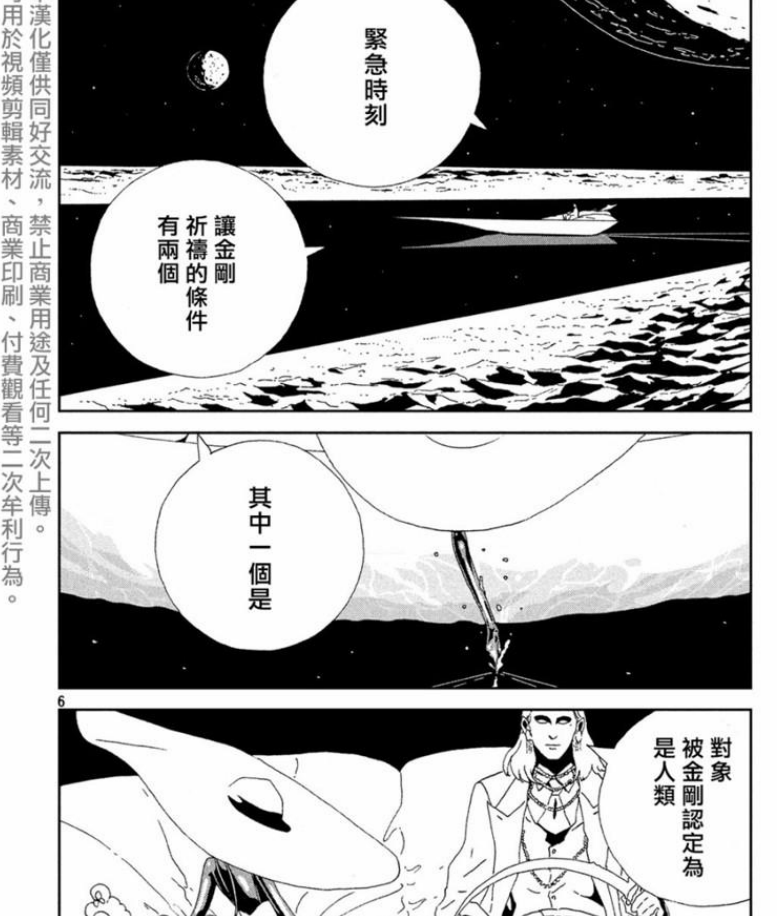 緊急時刻
讓金剛
祈禱的條件
有兩個
其中一個是
6
對象
被金剛認定為
是人類
漢化僅供同好交流，禁止商業用途及任何二次上傳。
用於視頻剪輯素材、商業印刷、付費觀看等二次牟利行為。